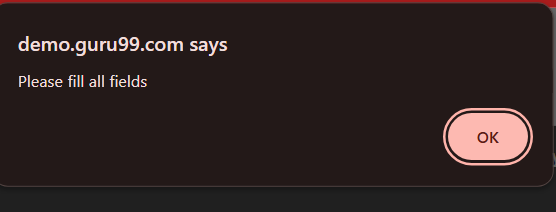 demo.guru99.com says
Please fill all fields
OK